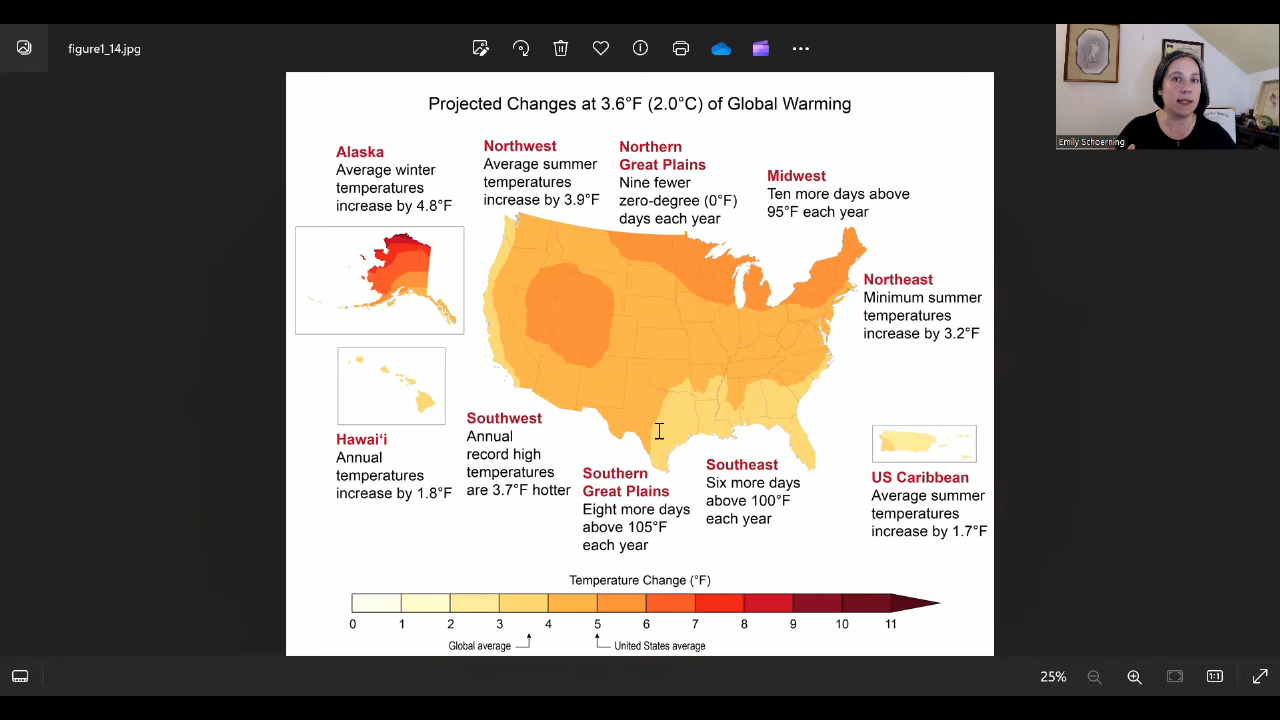 figure1_14.jpg
Emily Schoerning
Projected Changes at 3.6°F (2.0°C) of Global Warming
Alaska
Average winter
temperatures
increase by 4.8°F
Northwest
Average summer
temperatures
increase by 3.9°F
Northern
Great Plains
Nine fewer
zero-degree (0°F)
days each year
Midwest
Ten more days above
95°F each year
Northeast
Minimum summer
temperatures
increase by 3.2°F
Hawai‘i
Annual
temperatures
increase by 1.8°F
Southwest
Annual
record high
temperatures
are 3.7°F hotter
Southern
Great Plains
Eight more days
above 105°F
each year
Southeast
Six more days
above 100°F
each year
US Caribbean
Average summer
temperatures
increase by 1.7°F
Temperature Change (°F)
0 1 2 3 4 5 6 7 8 9 10 11
Global average
United States average
25%
1:1